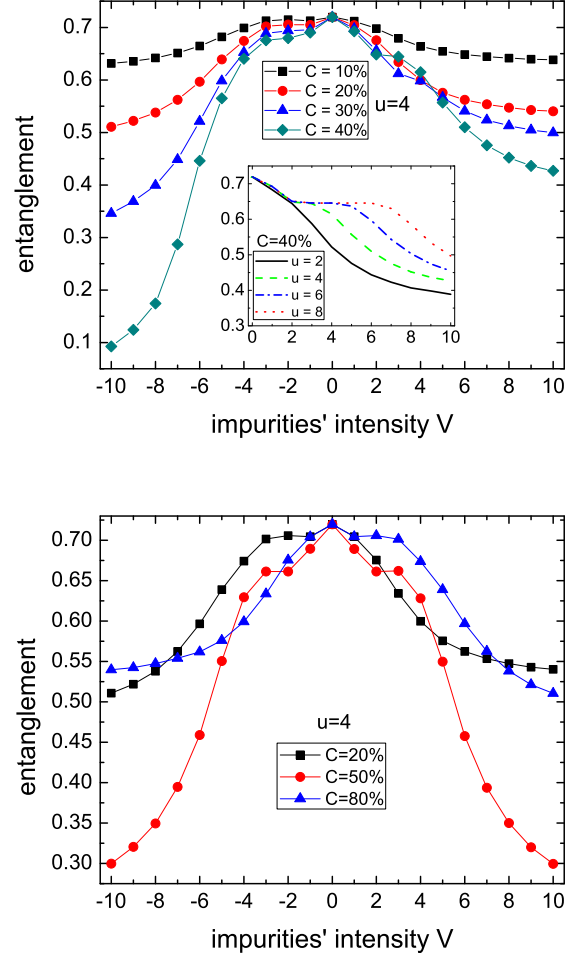 0.7
0.6
0.5
0.4
0.3
0.2
0.1
entanglement
C = 10%
C = 20%
C = 30%
C = 40%
u=4
0.7
0.6
0.5
0.4
0.3
C=40%
u = 2
u = 4
u = 6
u = 8
0 2 4 6 8 10
-10 -8 -6 -4 -2 0 2 4 6 8 10
impurities' intensity V
0.70
0.65
0.60
0.55
0.50
0.45
0.40
0.35
0.30
entanglement
u=4
C=20%
C=50%
C=80%
-10 -8 -6 -4 -2 0 2 4 6 8 10
impurities' intensity V